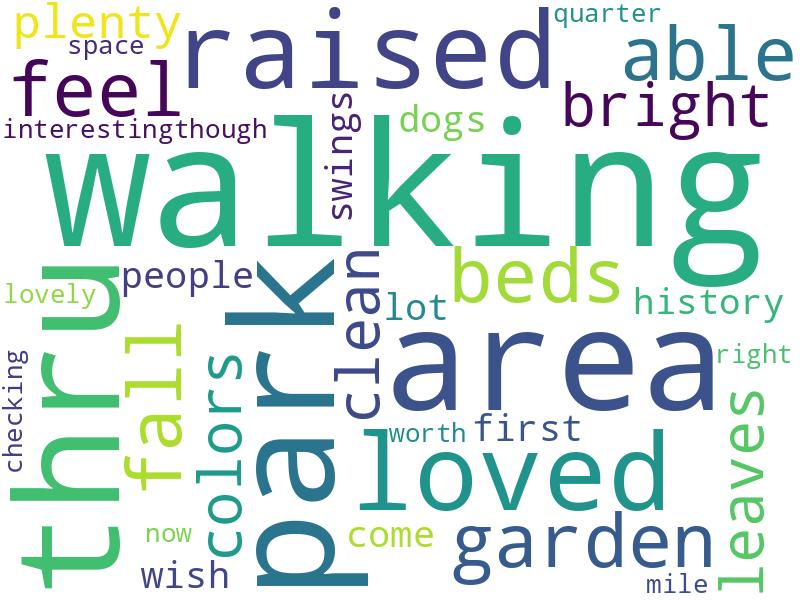 plenty
space
quarter
raised
able
feel
bright
interestingthough
swings
dogs
walking
people
lovely
thru
park
clean
beds
lot
history
area
right
checking
fall
colors
worth
first
loved
leaves
now
come
garden
wish
mile